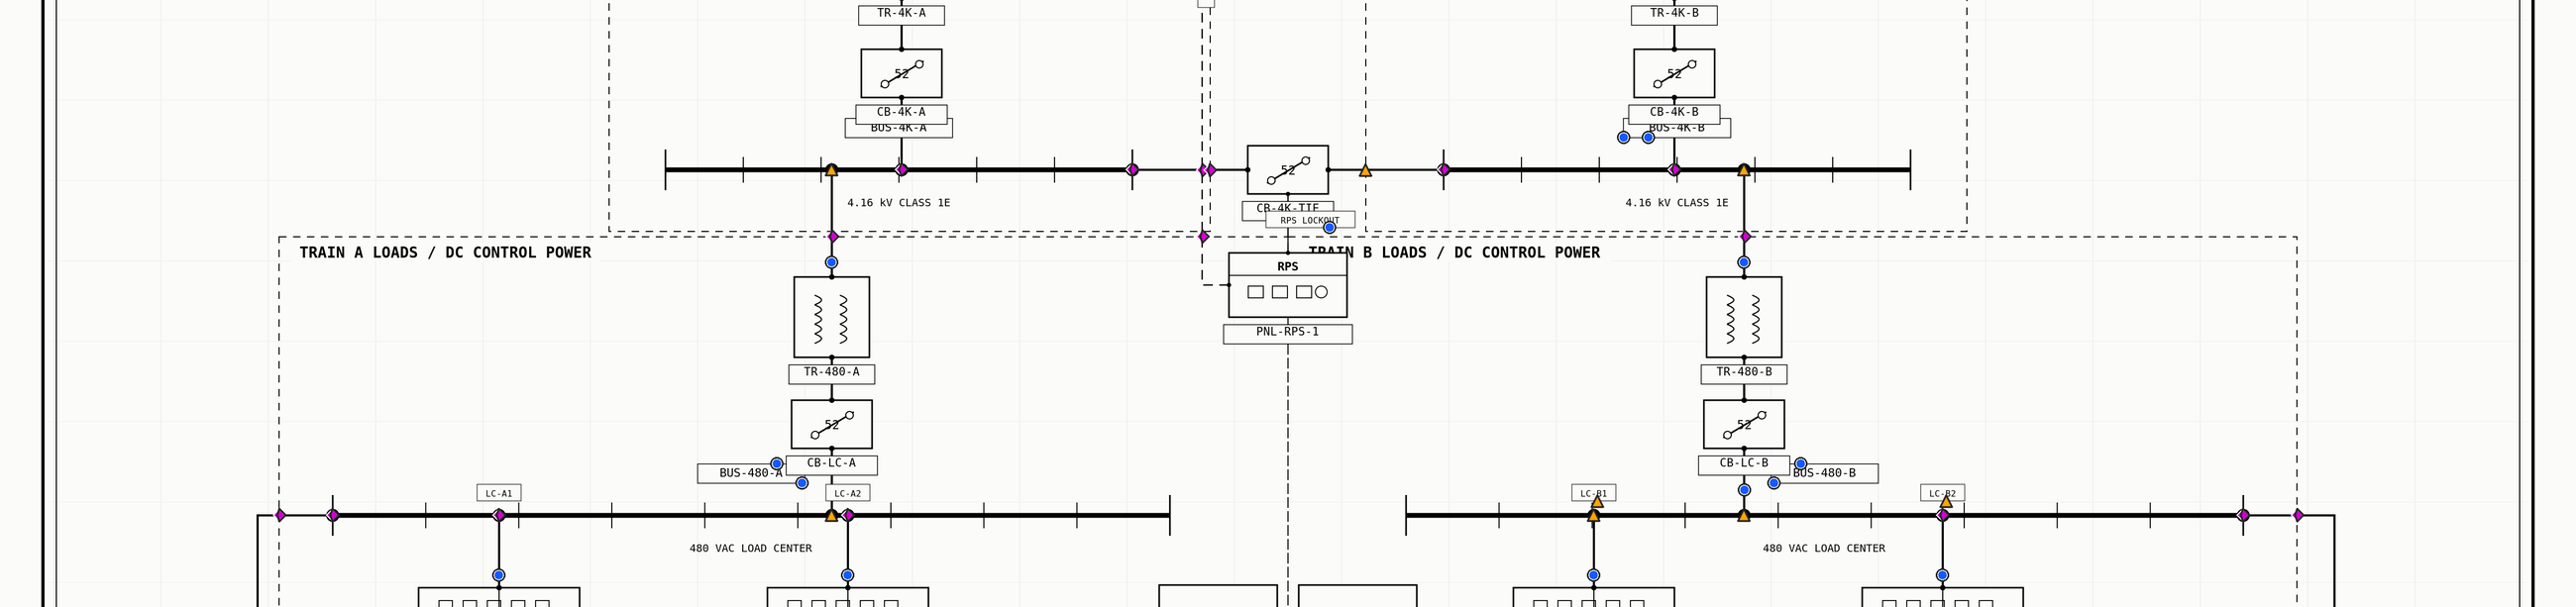 TR-4K-A
TR-4K-B
52
52
CB-4K-A
CB-4K-B
BUS-4K-A
BUS-4K-B
52
4.16 kV CLASS 1E
4.16 kV CLASS 1E
CB-4K-TIE
RPS LOCKOUT
TRAIN A LOADS / DC CONTROL POWER
TRAIN B LOADS / DC CONTROL POWER
RPS
PNL-RPS-1
TR-480-A
TR-480-B
52
52
CB-LC-A
CB-LC-B
BUS-480-A
BUS-480-B
LC-A1
LC-A2
LC-B1
LC-B2
480 VAC LOAD CENTER
480 VAC LOAD CENTER